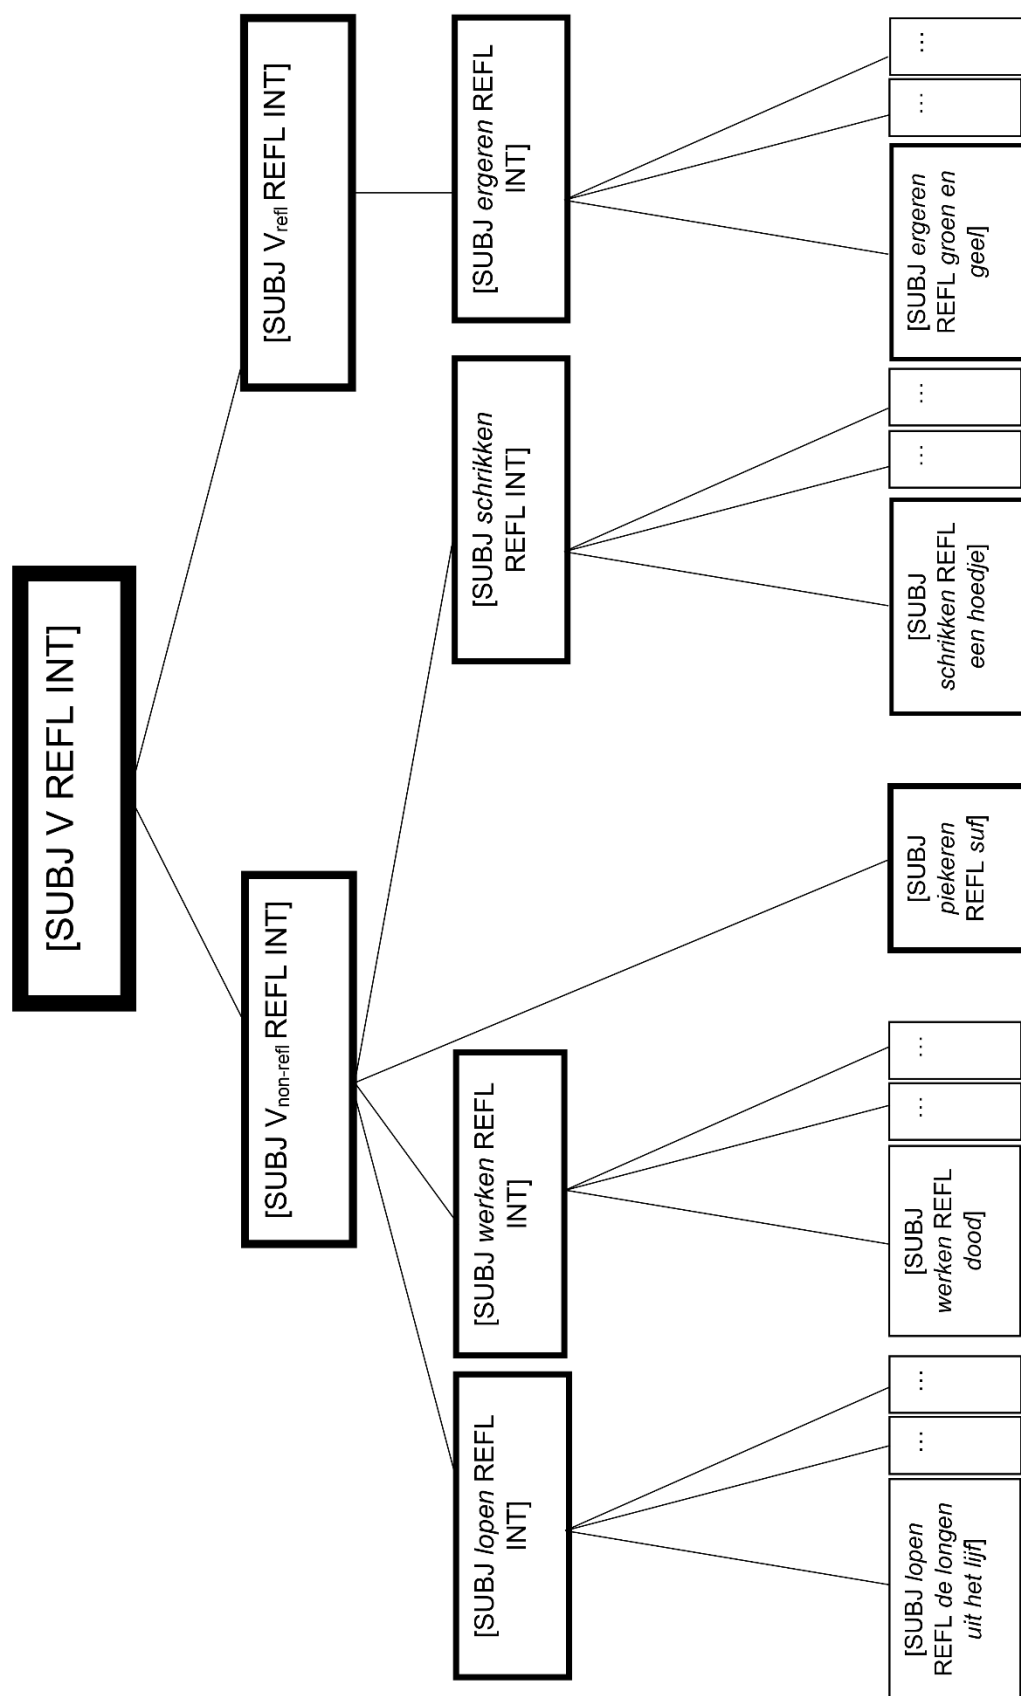 [SUBJ V REFL INT]
[SUBJ Vnon-refl REFL INT]
[SUBJ Vrefl REFL INT]
[SUBJ lopen REFL
INT]
[SUBJ werken REFL
INT]
[SUBJ schrikken
REFL INT]
[SUBJ ergeren REFL
INT]
[SUBJ lopen
REFL de longen
uit het lijf]
...
...
[SUBJ
werken REFL
dood]
...
...
[SUBJ
piekeren
REFL suf]
[SUBJ
schrikken REFL
een hoedje]
...
...
[SUBJ ergeren
REFL groen en
geel]
...
...